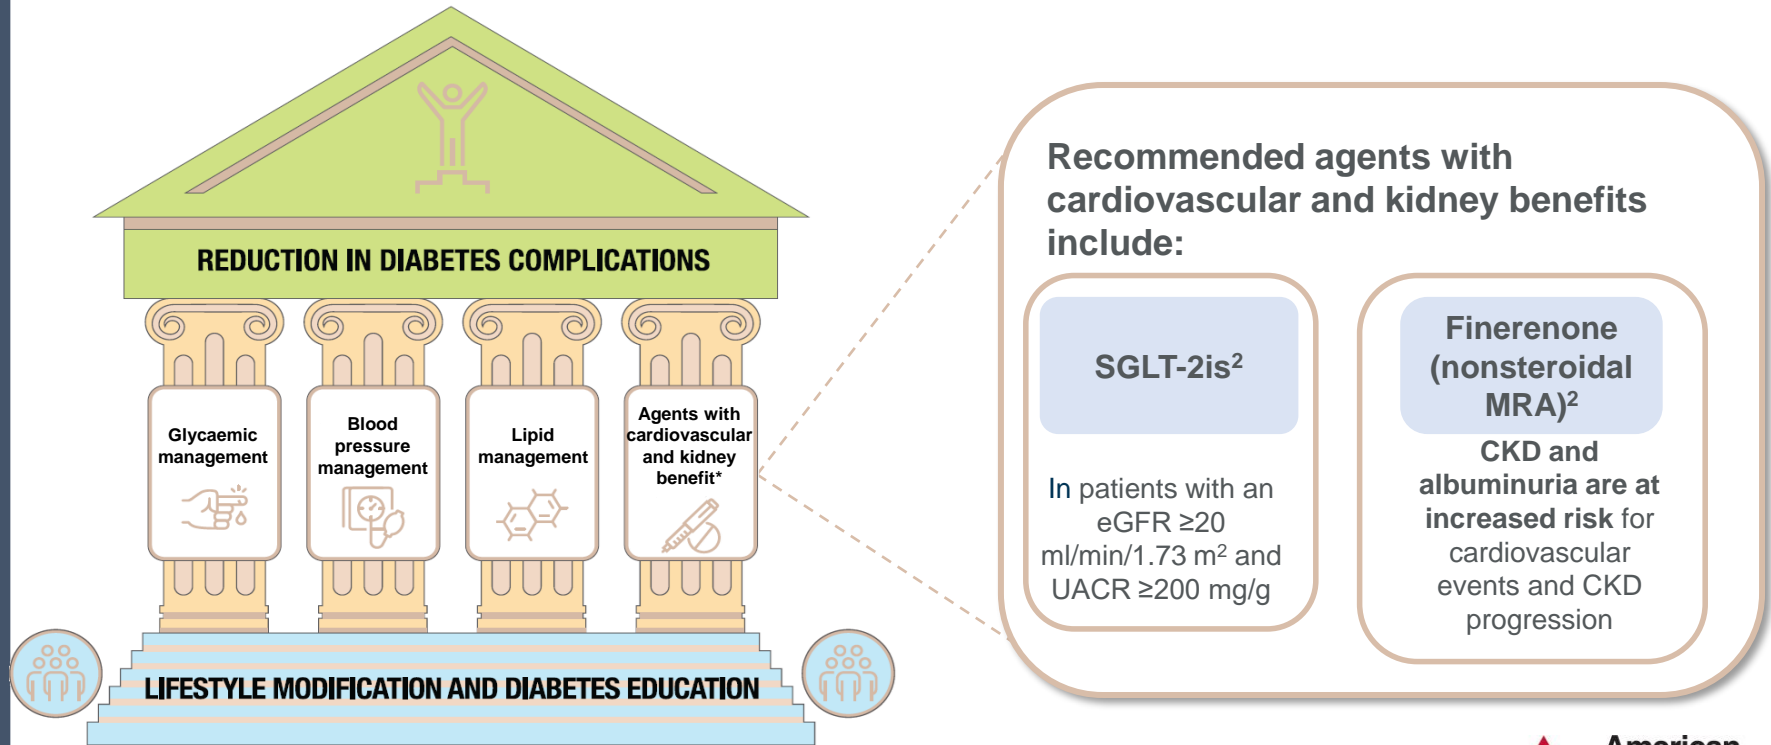 REDUCTION IN DIABETES COMPLICATIONS
Glycaemic
management
Blood
pressure
management
Lipid
management
Agents with
cardiovascular
and kidney
benefit*
LIFESTYLE MODIFICATION AND DIABETES EDUCATION
Recommended agents with
cardiovascular and kidney benefits
include:
SGLT-2is²
In patients with an
eGFR ≥20
ml/min/1.73 m² and
UACR ≥200 mg/g
Finerenone
(nonsteroidal
MRA)²
CKD and
albuminuria are at
increased risk for
cardiovascular
events and CKD
progression
American